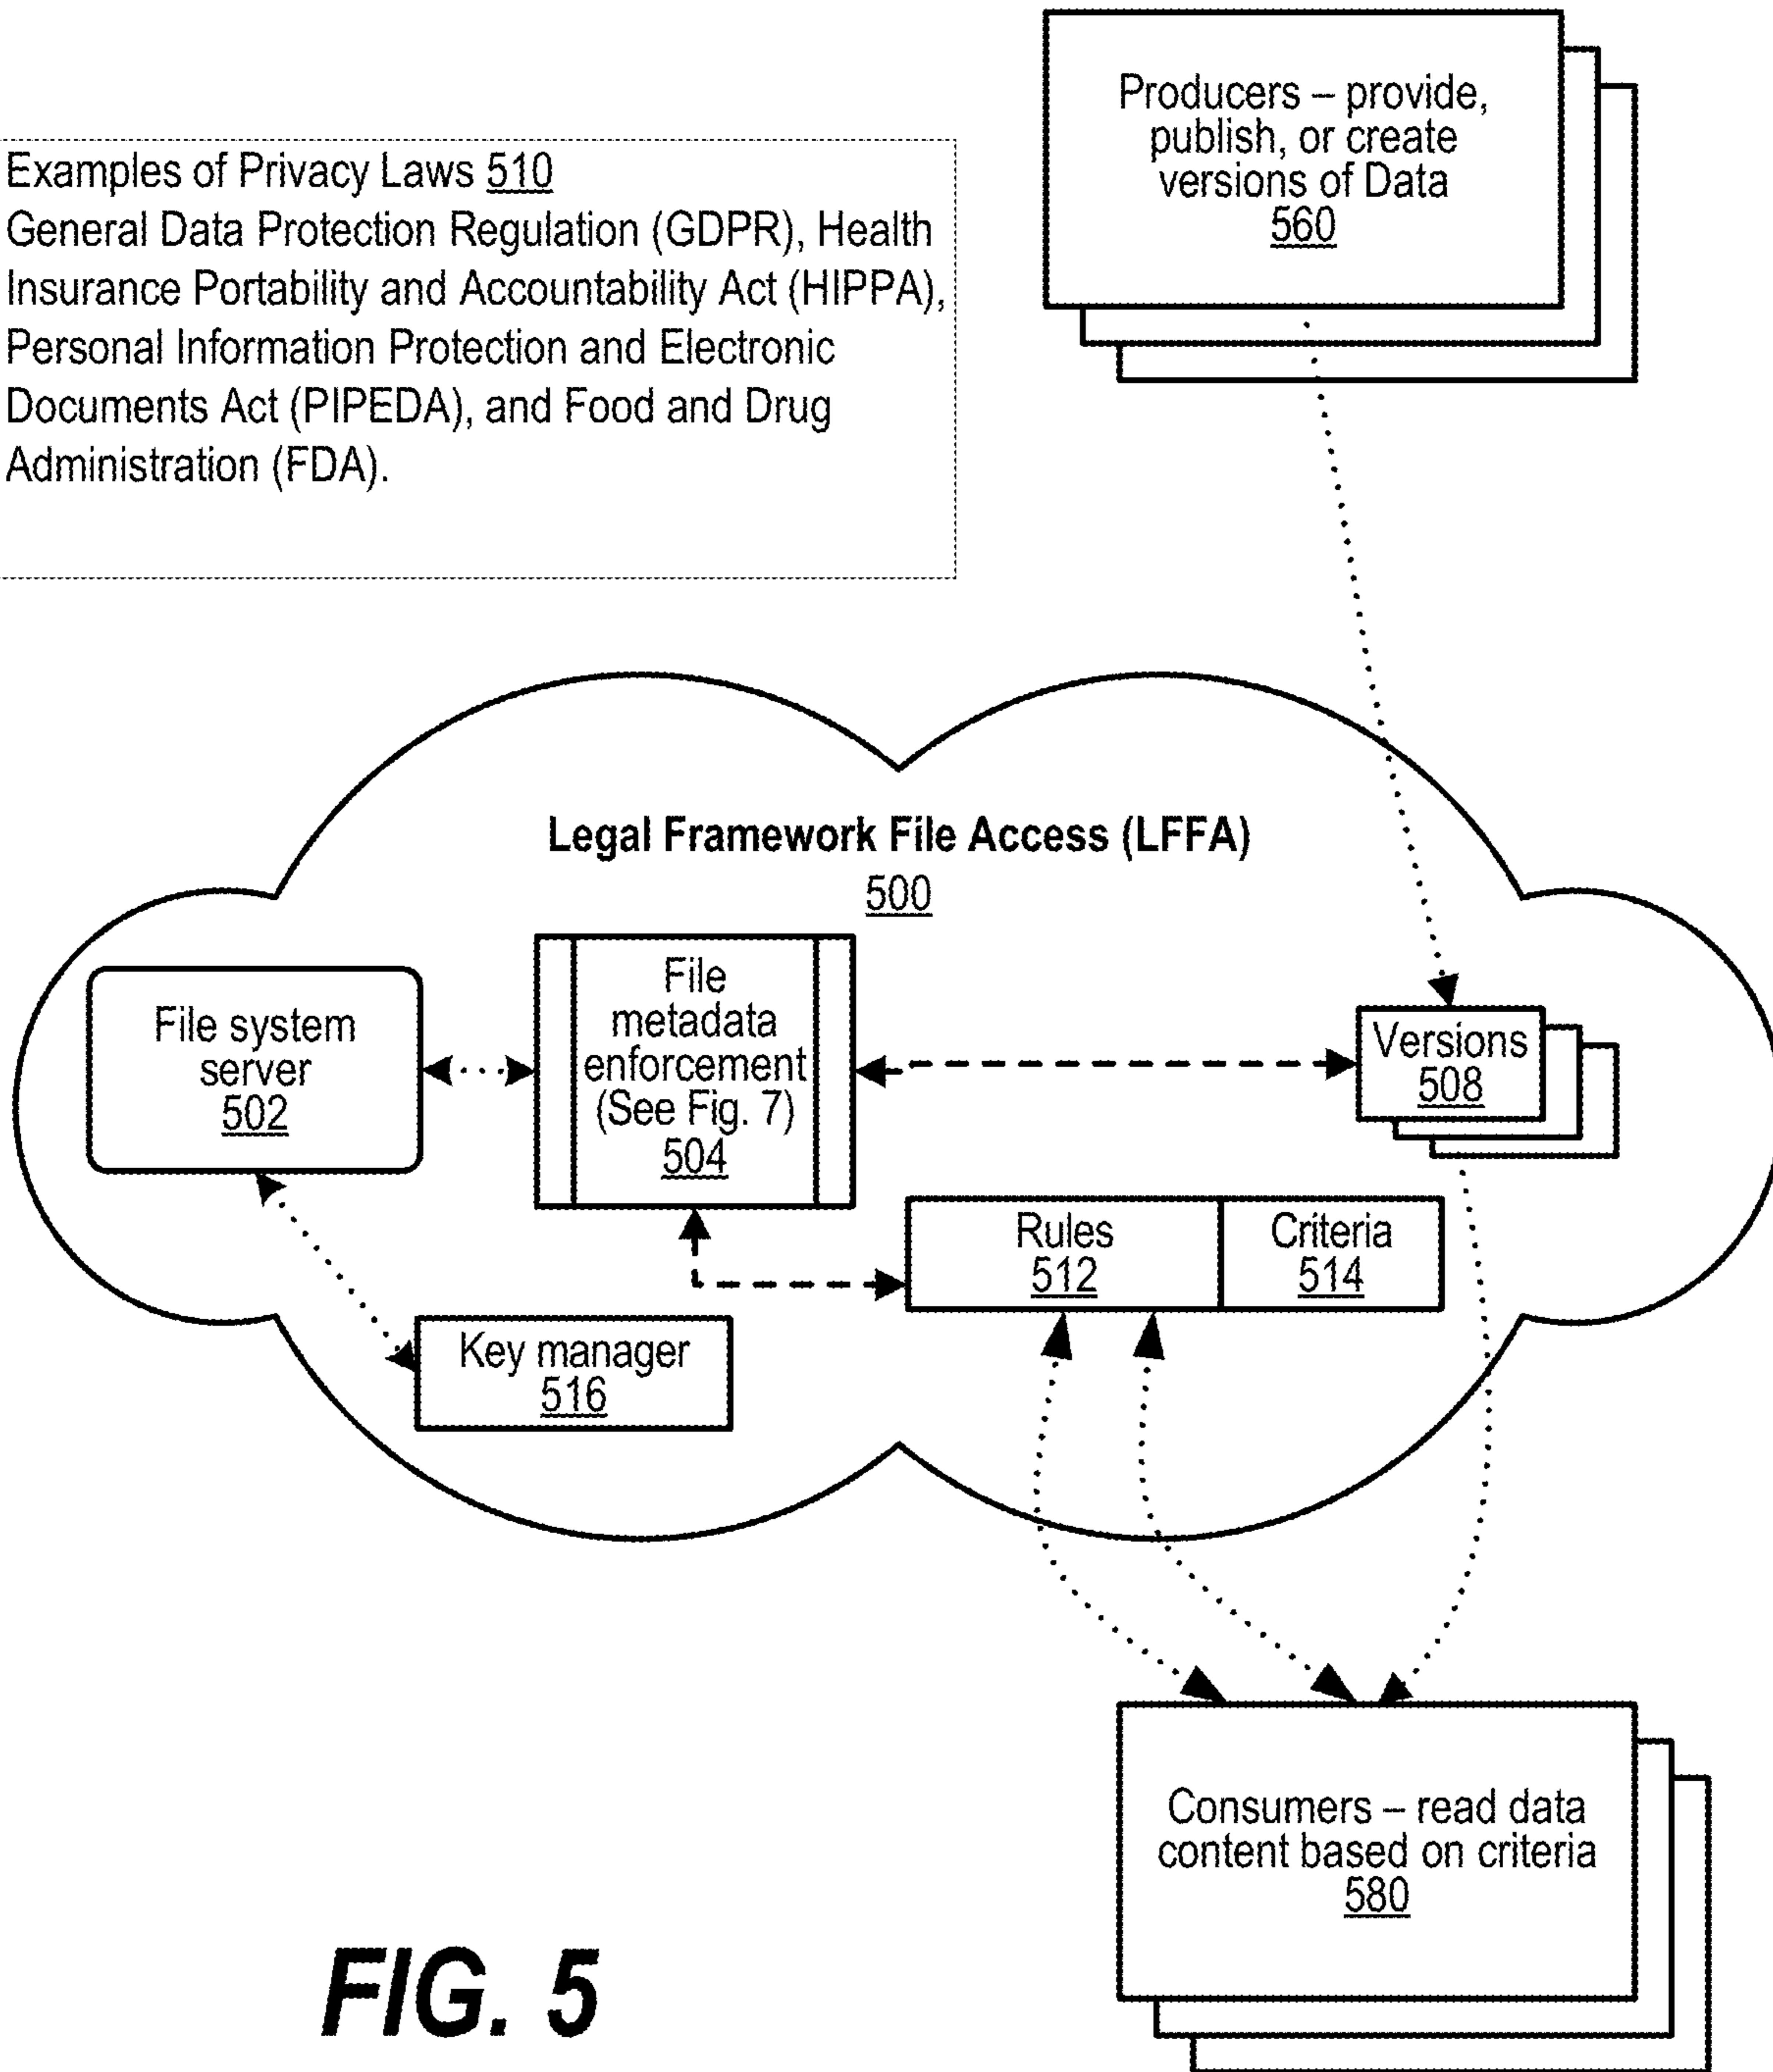 Producers – provide,
publish, or create
versions of Data
560
Examples of Privacy Laws 510
General Data Protection Regulation (GDPR), Health
Insurance Portability and Accountability Act (HIPPA),
Personal Information Protection and Electronic
Documents Act (PIPEDA), and Food and Drug
Administration (FDA).
Legal Framework File Access (LFFA)
500
File system
server
502
File
metadata
enforcement
(See Fig. 7)
504
Versions
508
Rules
512
Criteria
514
Key manager
516
Consumers – read data
content based on criteria
580
FIG. 5